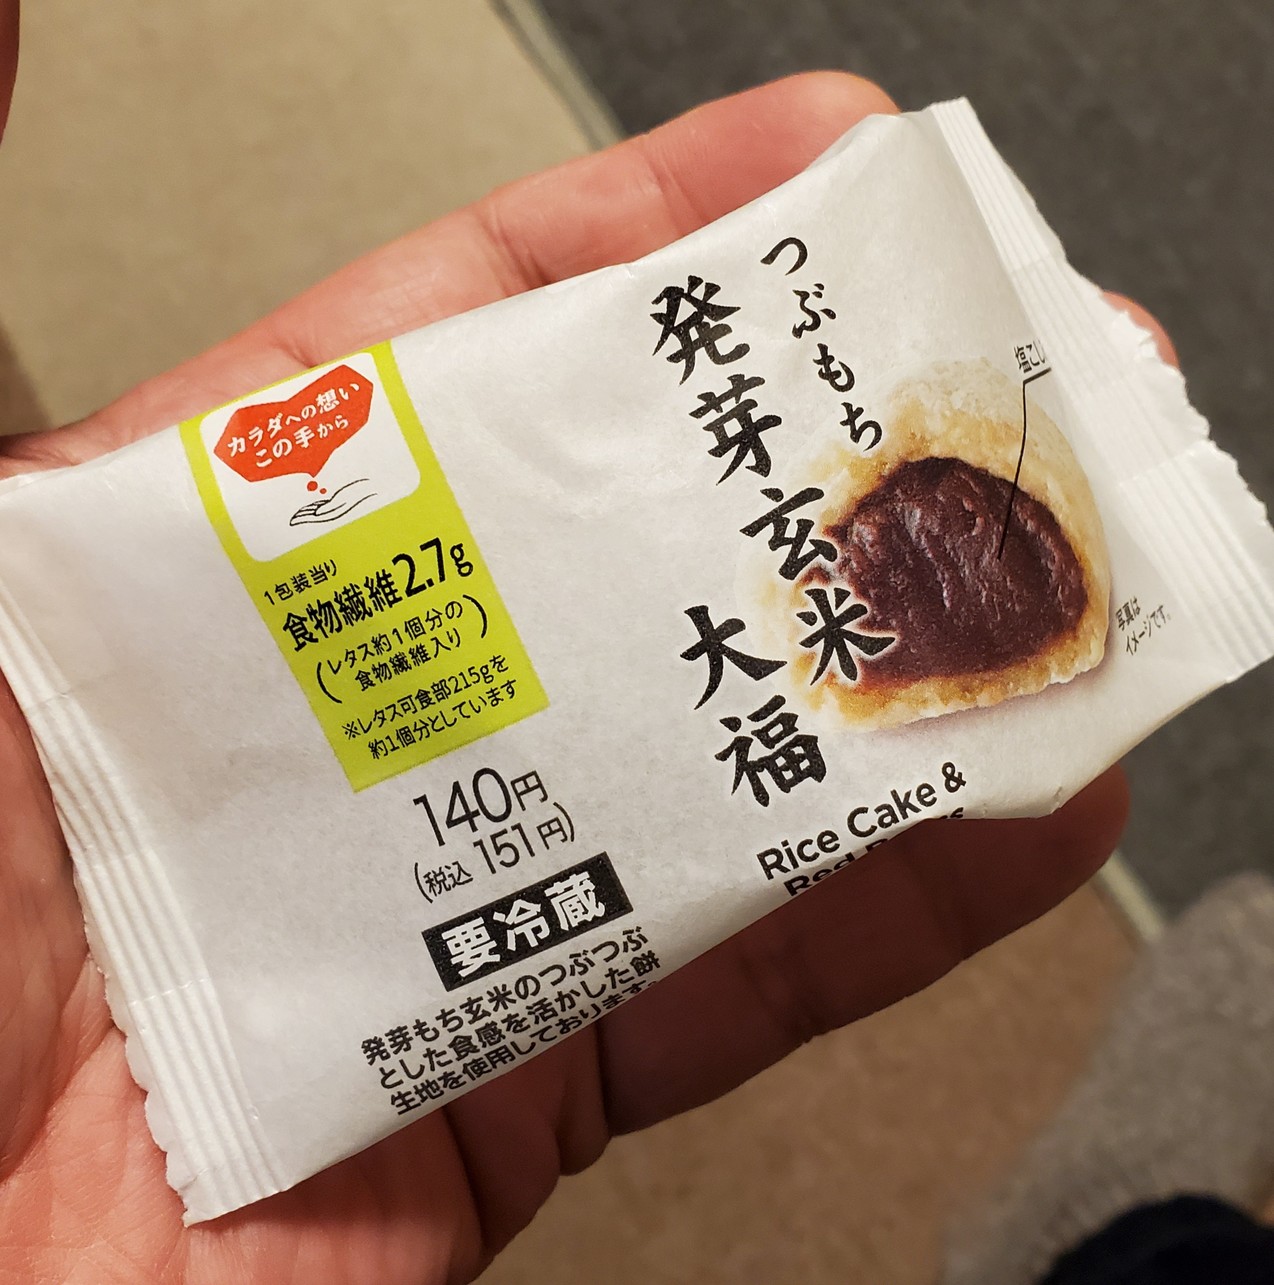 つぶもち
発芽玄米
大福
塩こし
写真は
イメージです。
Rice Cake &
Red
カラダへの想い
この手から
1包装当り
食物繊維2.7g
(レタス約1個分の
食物繊維入り)
※レタス可食部215gを
約1個分としています
140円
(税込 151円)
要冷蔵
発芽もち玄米のつぶつぶ
とした食感を活かした餅
生地を使用しております。